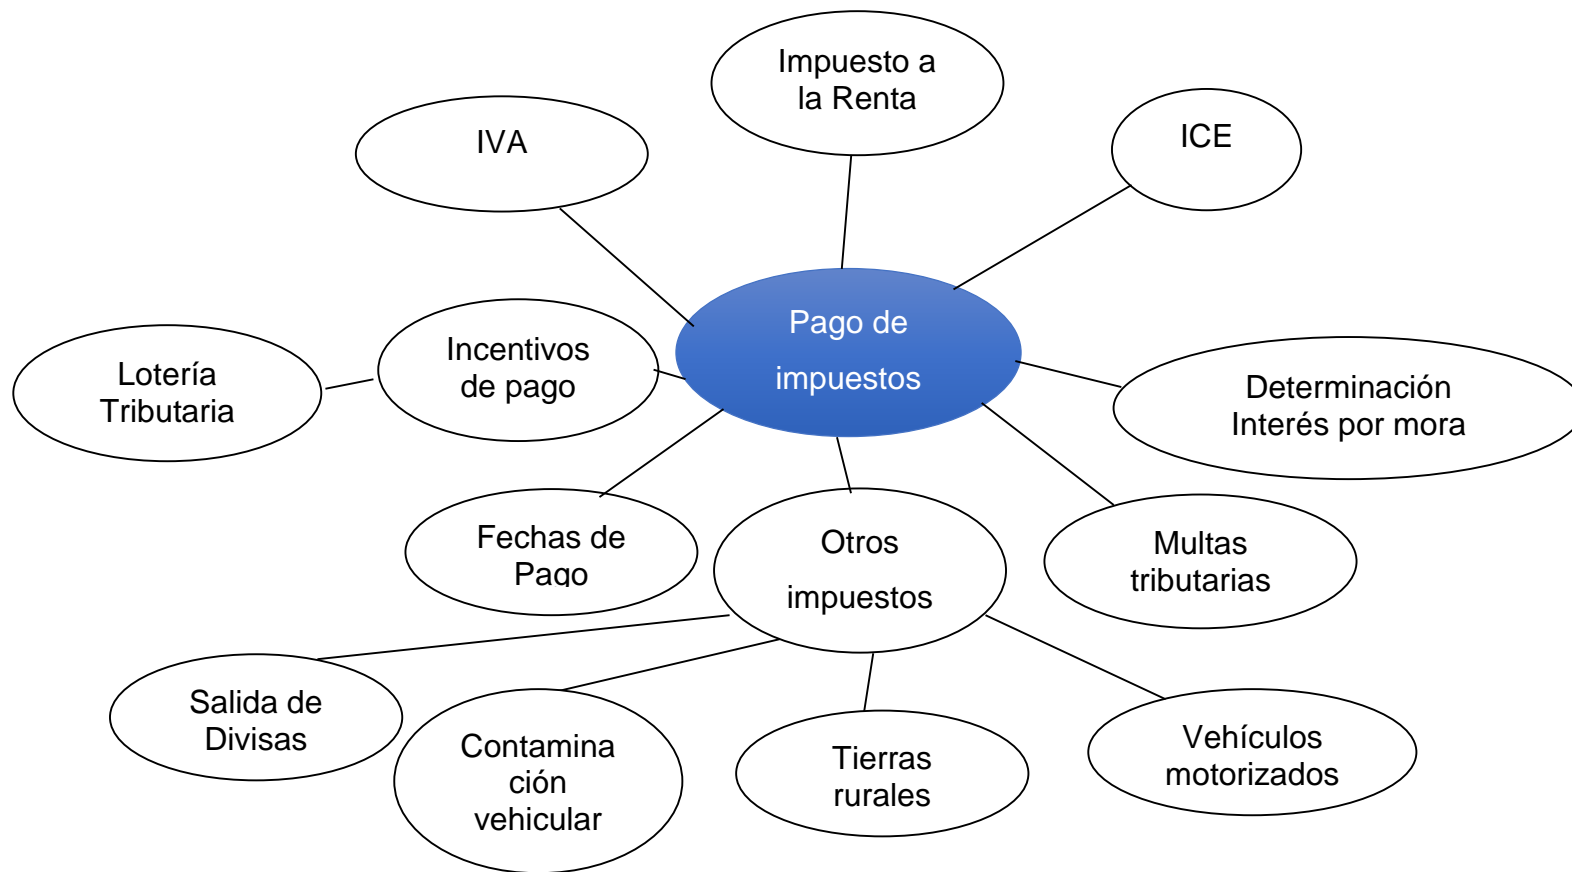 Impuesto a
la Renta
IVA
ICE
Pago de
impuestos
Incentivos
de pago
Lotería
Tributaria
Determinación
Interés por mora
Fechas de
Pago
Otros
impuestos
Multas
tributarias
Salida de
Divisas
Contamina
ción
vehicular
Tierras
rurales
Vehículos
motorizados